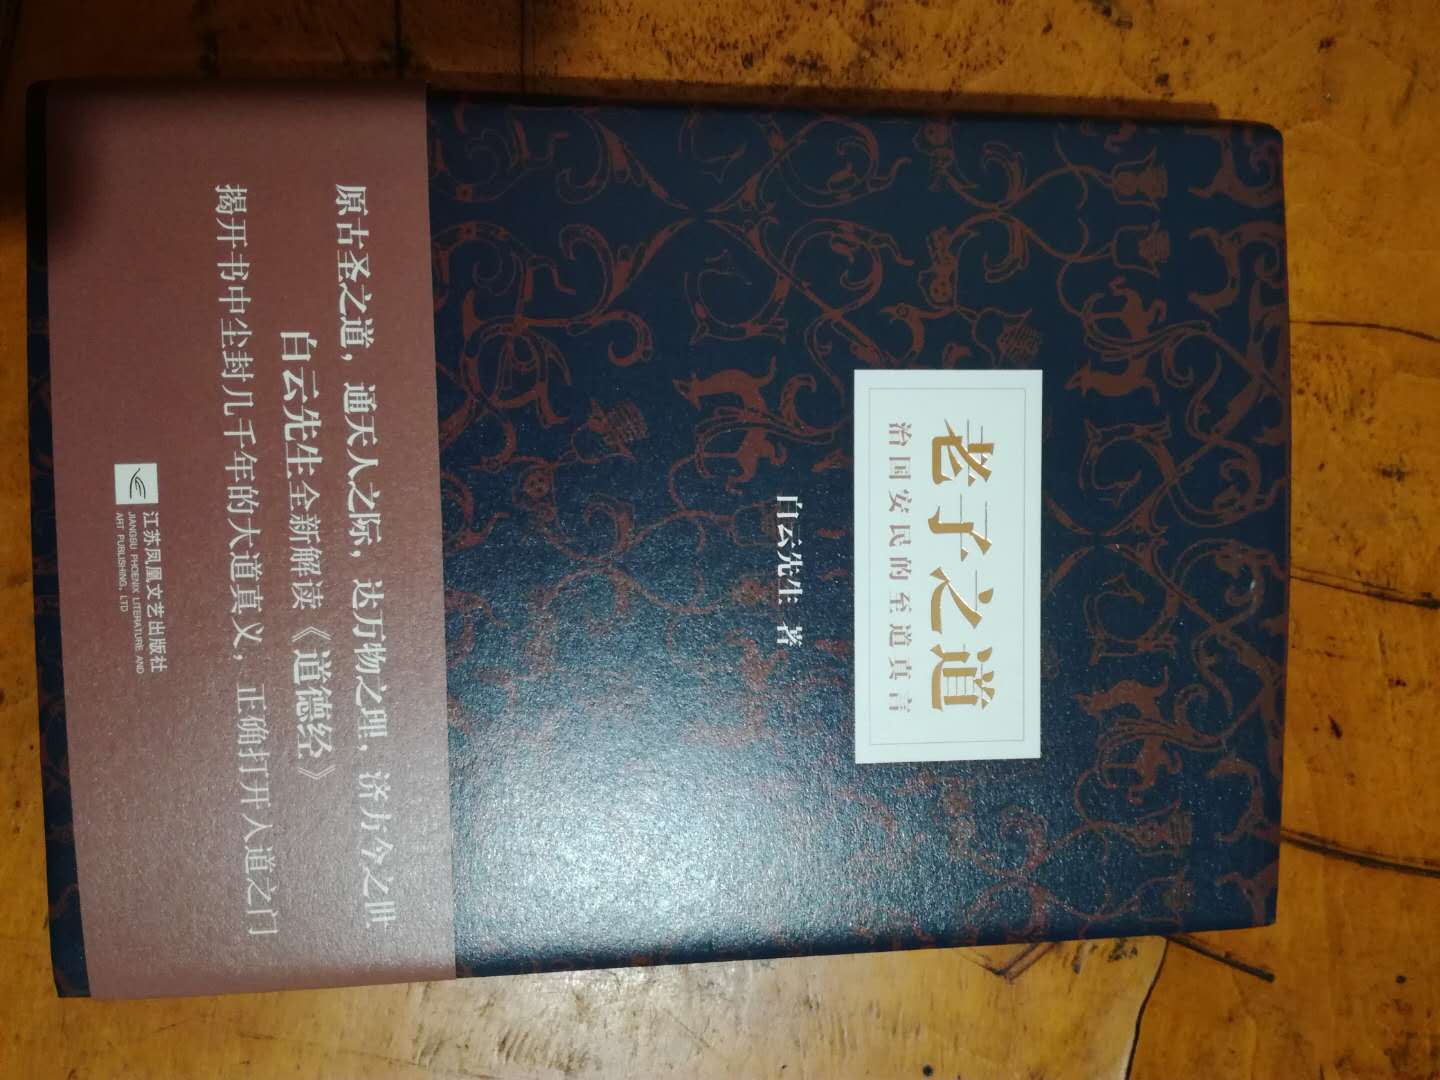 老子之道
治国安民的至道真言
白云先生 著
原古圣之道，通天人之际，达万物之理，济方今之世
白云先生全新解读《道德经》
揭开书中尘封几千年的大道真义，正确打开人道之门
江苏凤凰文艺出版社
JIANGSU PHOENIX LITERATURE AND
ART PUBLISHING, LTD